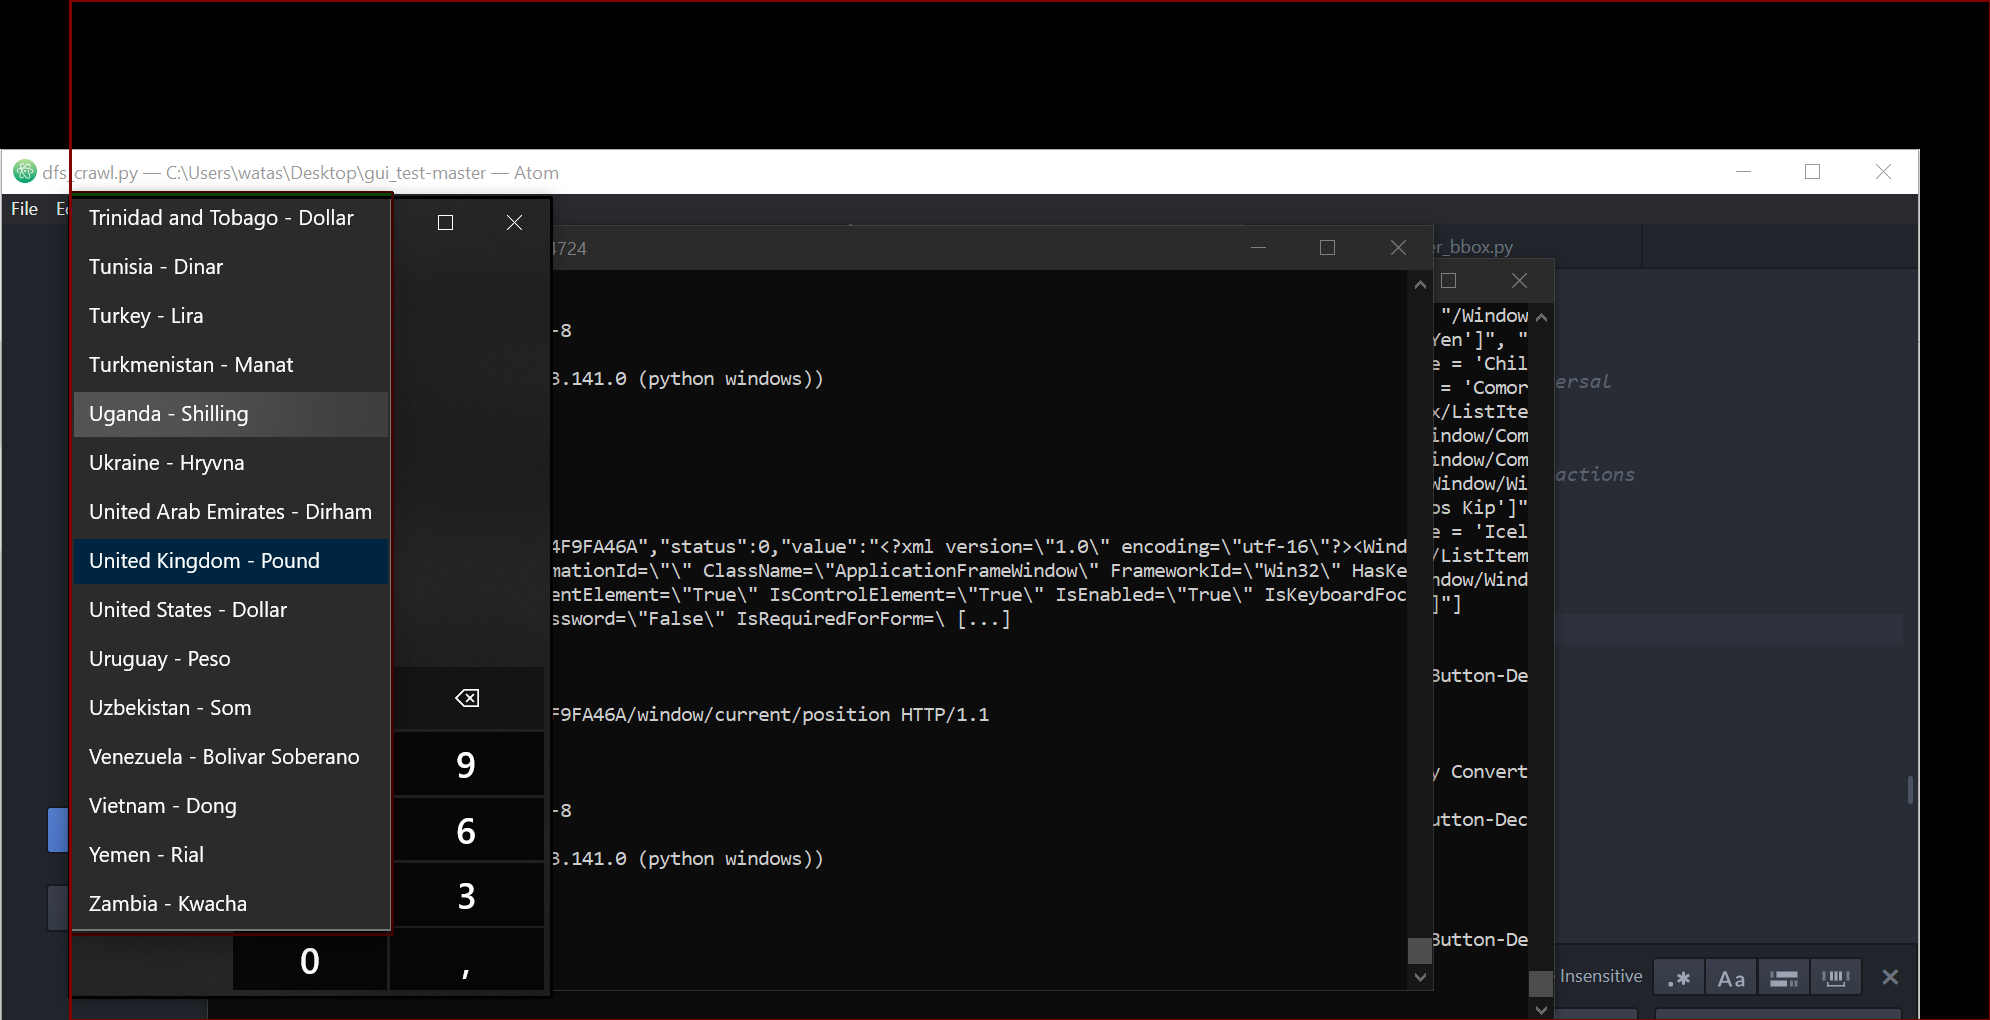 dfs_crawl.py — C:\Users\watas\Desktop\gui_test-master — Atom
File
Trinidad and Tobago - Dollar
Tunisia - Dinar
Turkey - Lira
Turkmenistan - Manat
Uganda - Shilling
Ukraine - Hryvna
United Arab Emirates - Dirham
United Kingdom - Pound
United States - Dollar
Uruguay - Peso
Uzbekistan - Som
Venezuela - Bolivar Soberano
Vietnam - Dong
Yemen - Rial
Zambia - Kwacha
9
6
3
0 ,
4724
-8
3.141.0 (python windows))
4F9FA46A","status":0,"value":"<?xml version=\"1.0\" encoding=\"utf-16\"?><Wind
mationId=\"\" ClassName=\"ApplicationFrameWindow\" FrameworkId=\"Win32\" HasKe
entElement=\"True\" IsControlElement=\"True\" IsEnabled=\"True\" IsKeyboardFoc
ssword=\"False\" IsRequiredForForm=\ [...]
F9FA46A/window/current/position HTTP/1.1
-8
3.141.0 (python windows))
er_bbox.py
"/Window
Yen']", "
e = 'Chil
= 'Comor
x/ListIte
indow/Com
indow/Com
Window/Wi
os Kip']"
e = 'Icel
/ListItem
ndow/Wind
]"]
Button-De
y Convert
utton-Dec
Button-De
ersal
actions
Insensitive
.* Aa